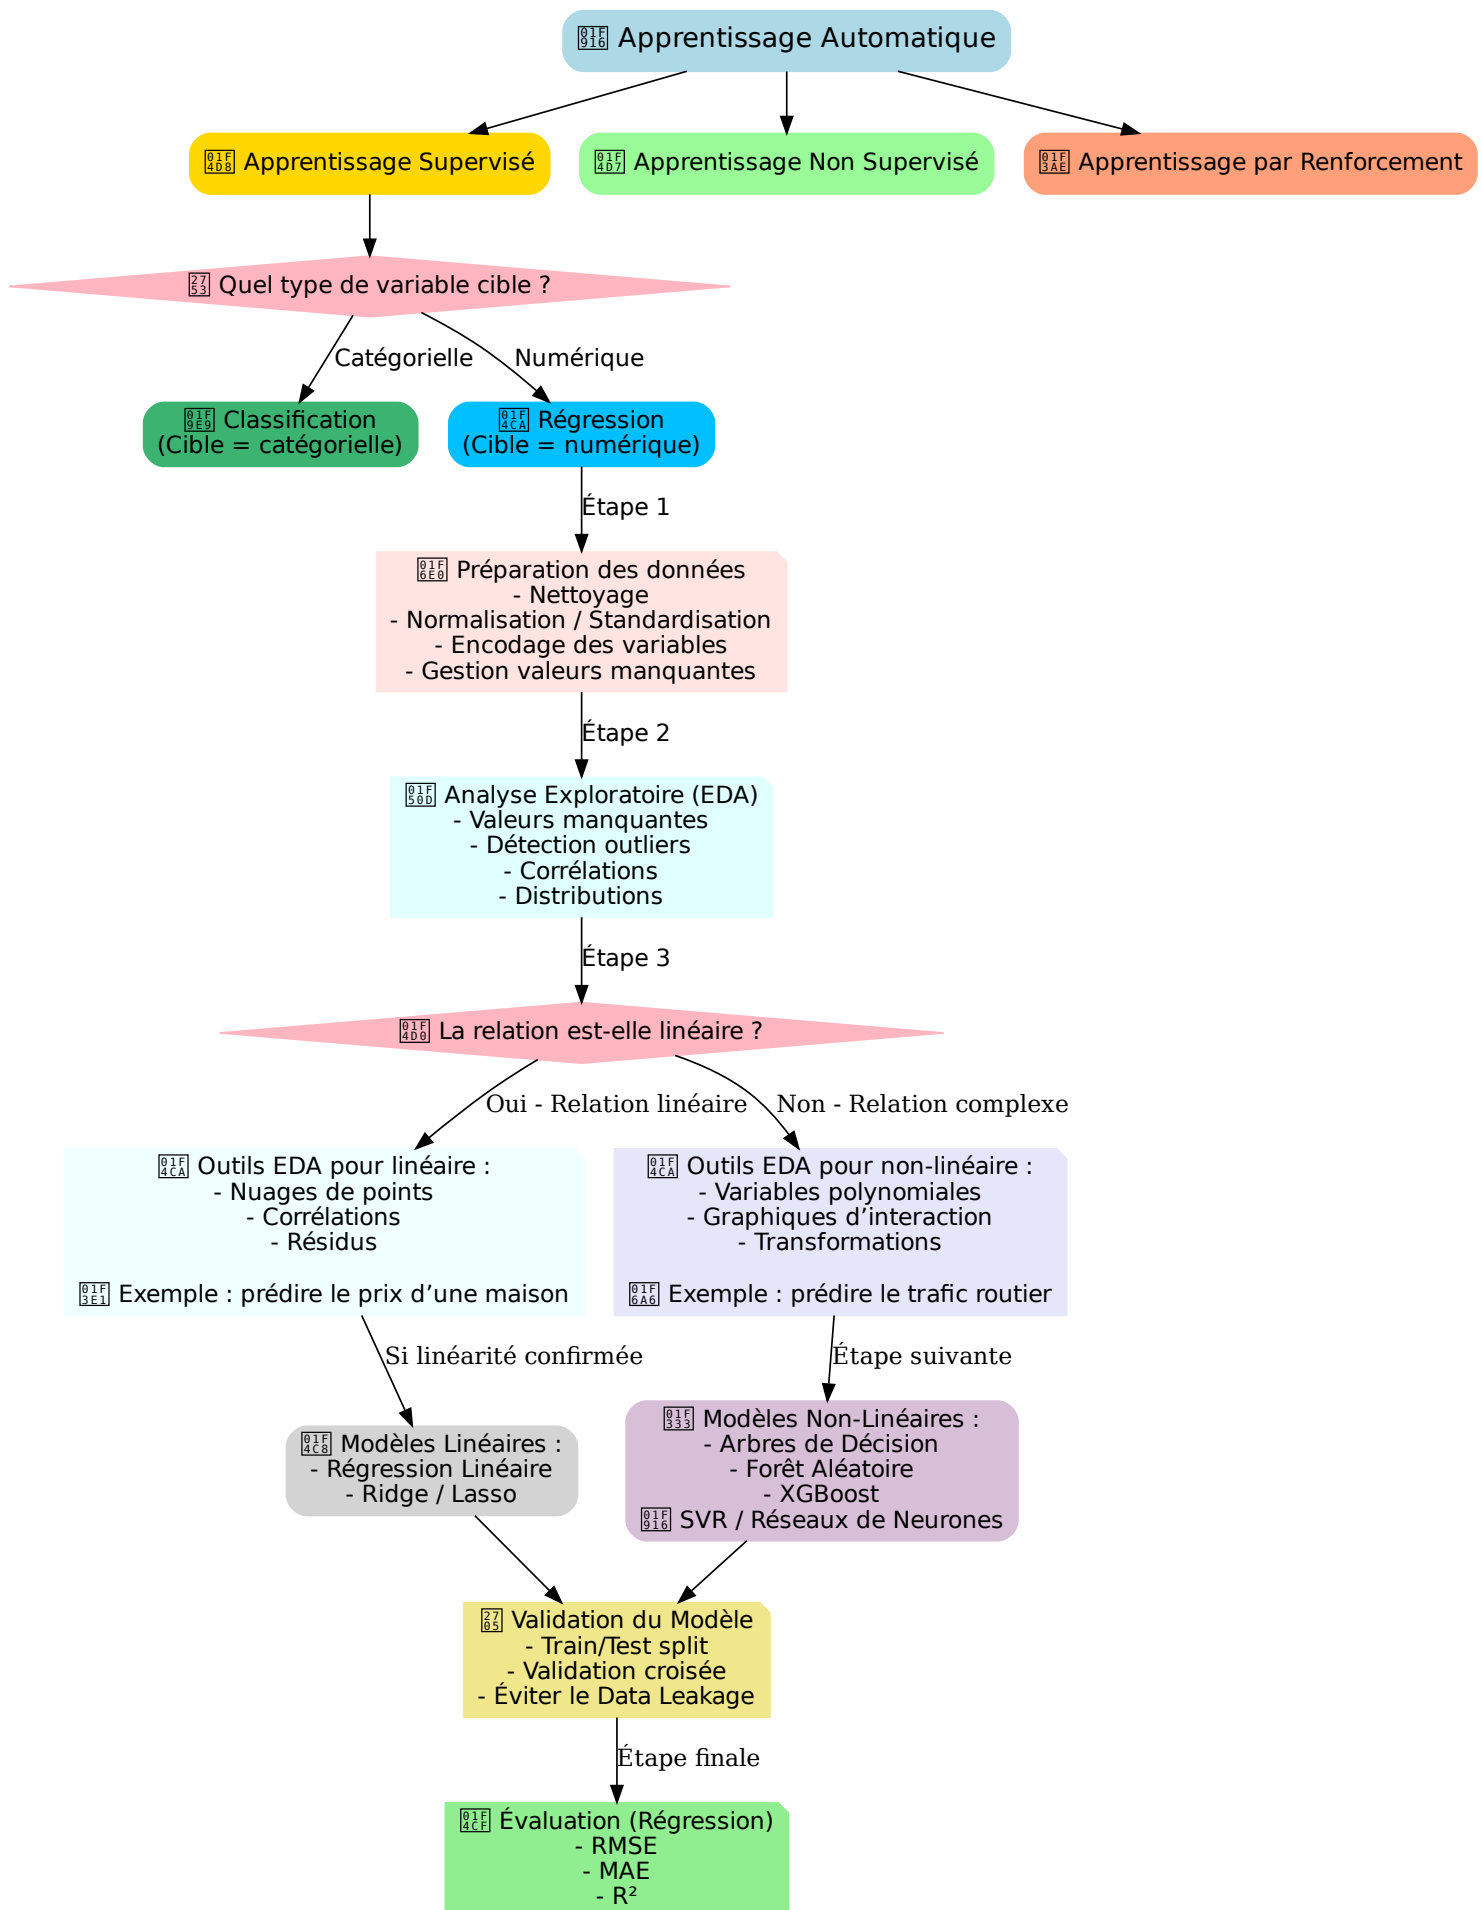 Apprentissage Automatique
Apprentissage Supervisé
Apprentissage Non Supervisé
Apprentissage par Renforcement
Quel type de variable cible ?
Catégorielle
Numérique
Classification
(Cible = catégorielle)
Régression
(Cible = numérique)
Étape 1
Préparation des données
- Nettoyage
- Normalisation / Standardisation
- Encodage des variables
- Gestion valeurs manquantes
Étape 2
Analyse Exploratoire (EDA)
- Valeurs manquantes
- Détection outliers
- Corrélations
- Distributions
Étape 3
La relation est-elle linéaire ?
Oui - Relation linéaire
Non - Relation complexe
Outils EDA pour linéaire :
- Nuages de points
- Corrélations
- Résidus
Exemple : prédire le prix d’une maison
Outils EDA pour non-linéaire :
- Variables polynomiales
- Graphiques d’interaction
- Transformations
Exemple : prédire le trafic routier
Si linéarité confirmée
Étape suivante
Modèles Linéaires :
- Régression Linéaire
- Ridge / Lasso
Modèles Non-Linéaires :
- Arbres de Décision
- Forêt Aléatoire
- XGBoost
SVR / Réseaux de Neurones
Validation du Modèle
- Train/Test split
- Validation croisée
- Éviter le Data Leakage
Étape finale
Évaluation (Régression)
- RMSE
- MAE
- R²